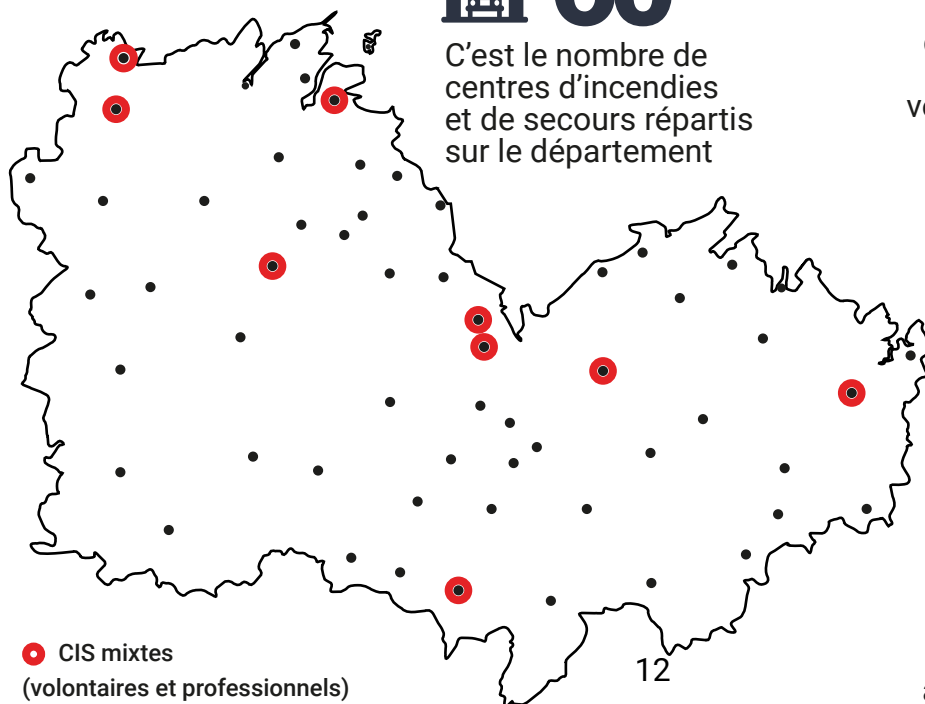 C’est le nombre de
centres d’incendies
et de secours répartis
sur le département
CIS mixtes
(volontaires et professionnels)
12